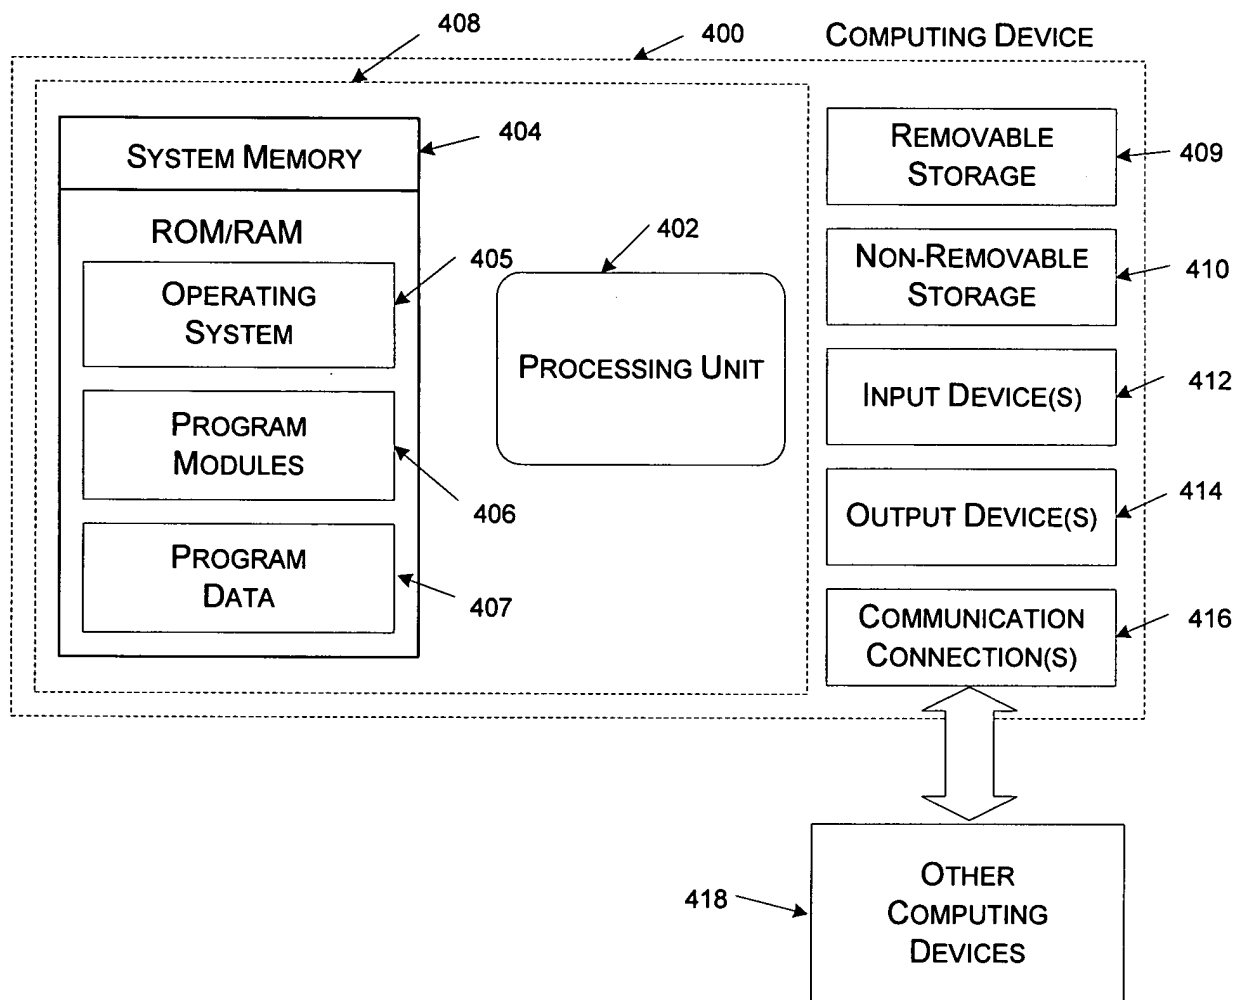 408
400
COMPUTING DEVICE
SYSTEM MEMORY
404
ROM/RAM
OPERATING
SYSTEM
405
PROGRAM
MODULES
406
PROGRAM
DATA
407
402
PROCESSING UNIT
REMOVABLE
STORAGE
409
NON-REMOVABLE
STORAGE
410
INPUT DEVICE(S)
412
OUTPUT DEVICE(S)
414
COMMUNICATION
CONNECTION(S)
416
418
OTHER
COMPUTING
DEVICES